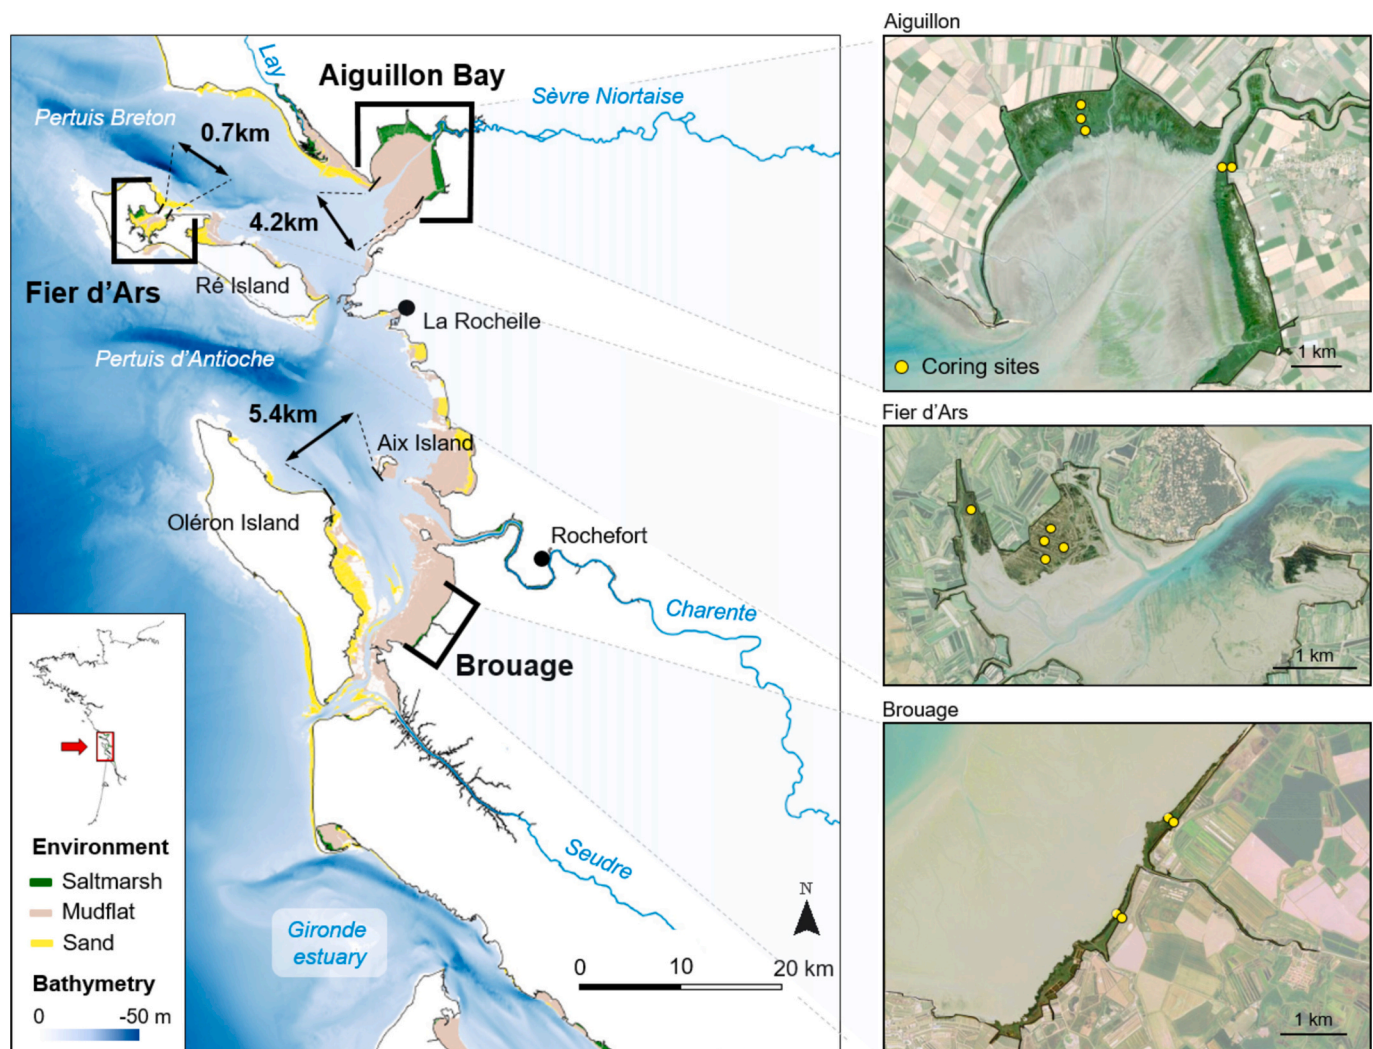 Aiguillon
Lay
Aiguillon Bay
Sèvre Niortaise
Pertuis Breton
0.7km
4.2km
Fier d'Ars
Ré Island
La Rochelle
Pertuis d'Antioche
5.4km
Aix Island
Oléron Island
Rochefort
Charente
Brouage
Seudre
Gironde
estuary
N
0 10 20 km
Environment
Saltmarsh
Mudflat
Sand
Bathymetry
0 -50 m
Coring sites
1 km
Fier d'Ars
1 km
Brouage
1 km